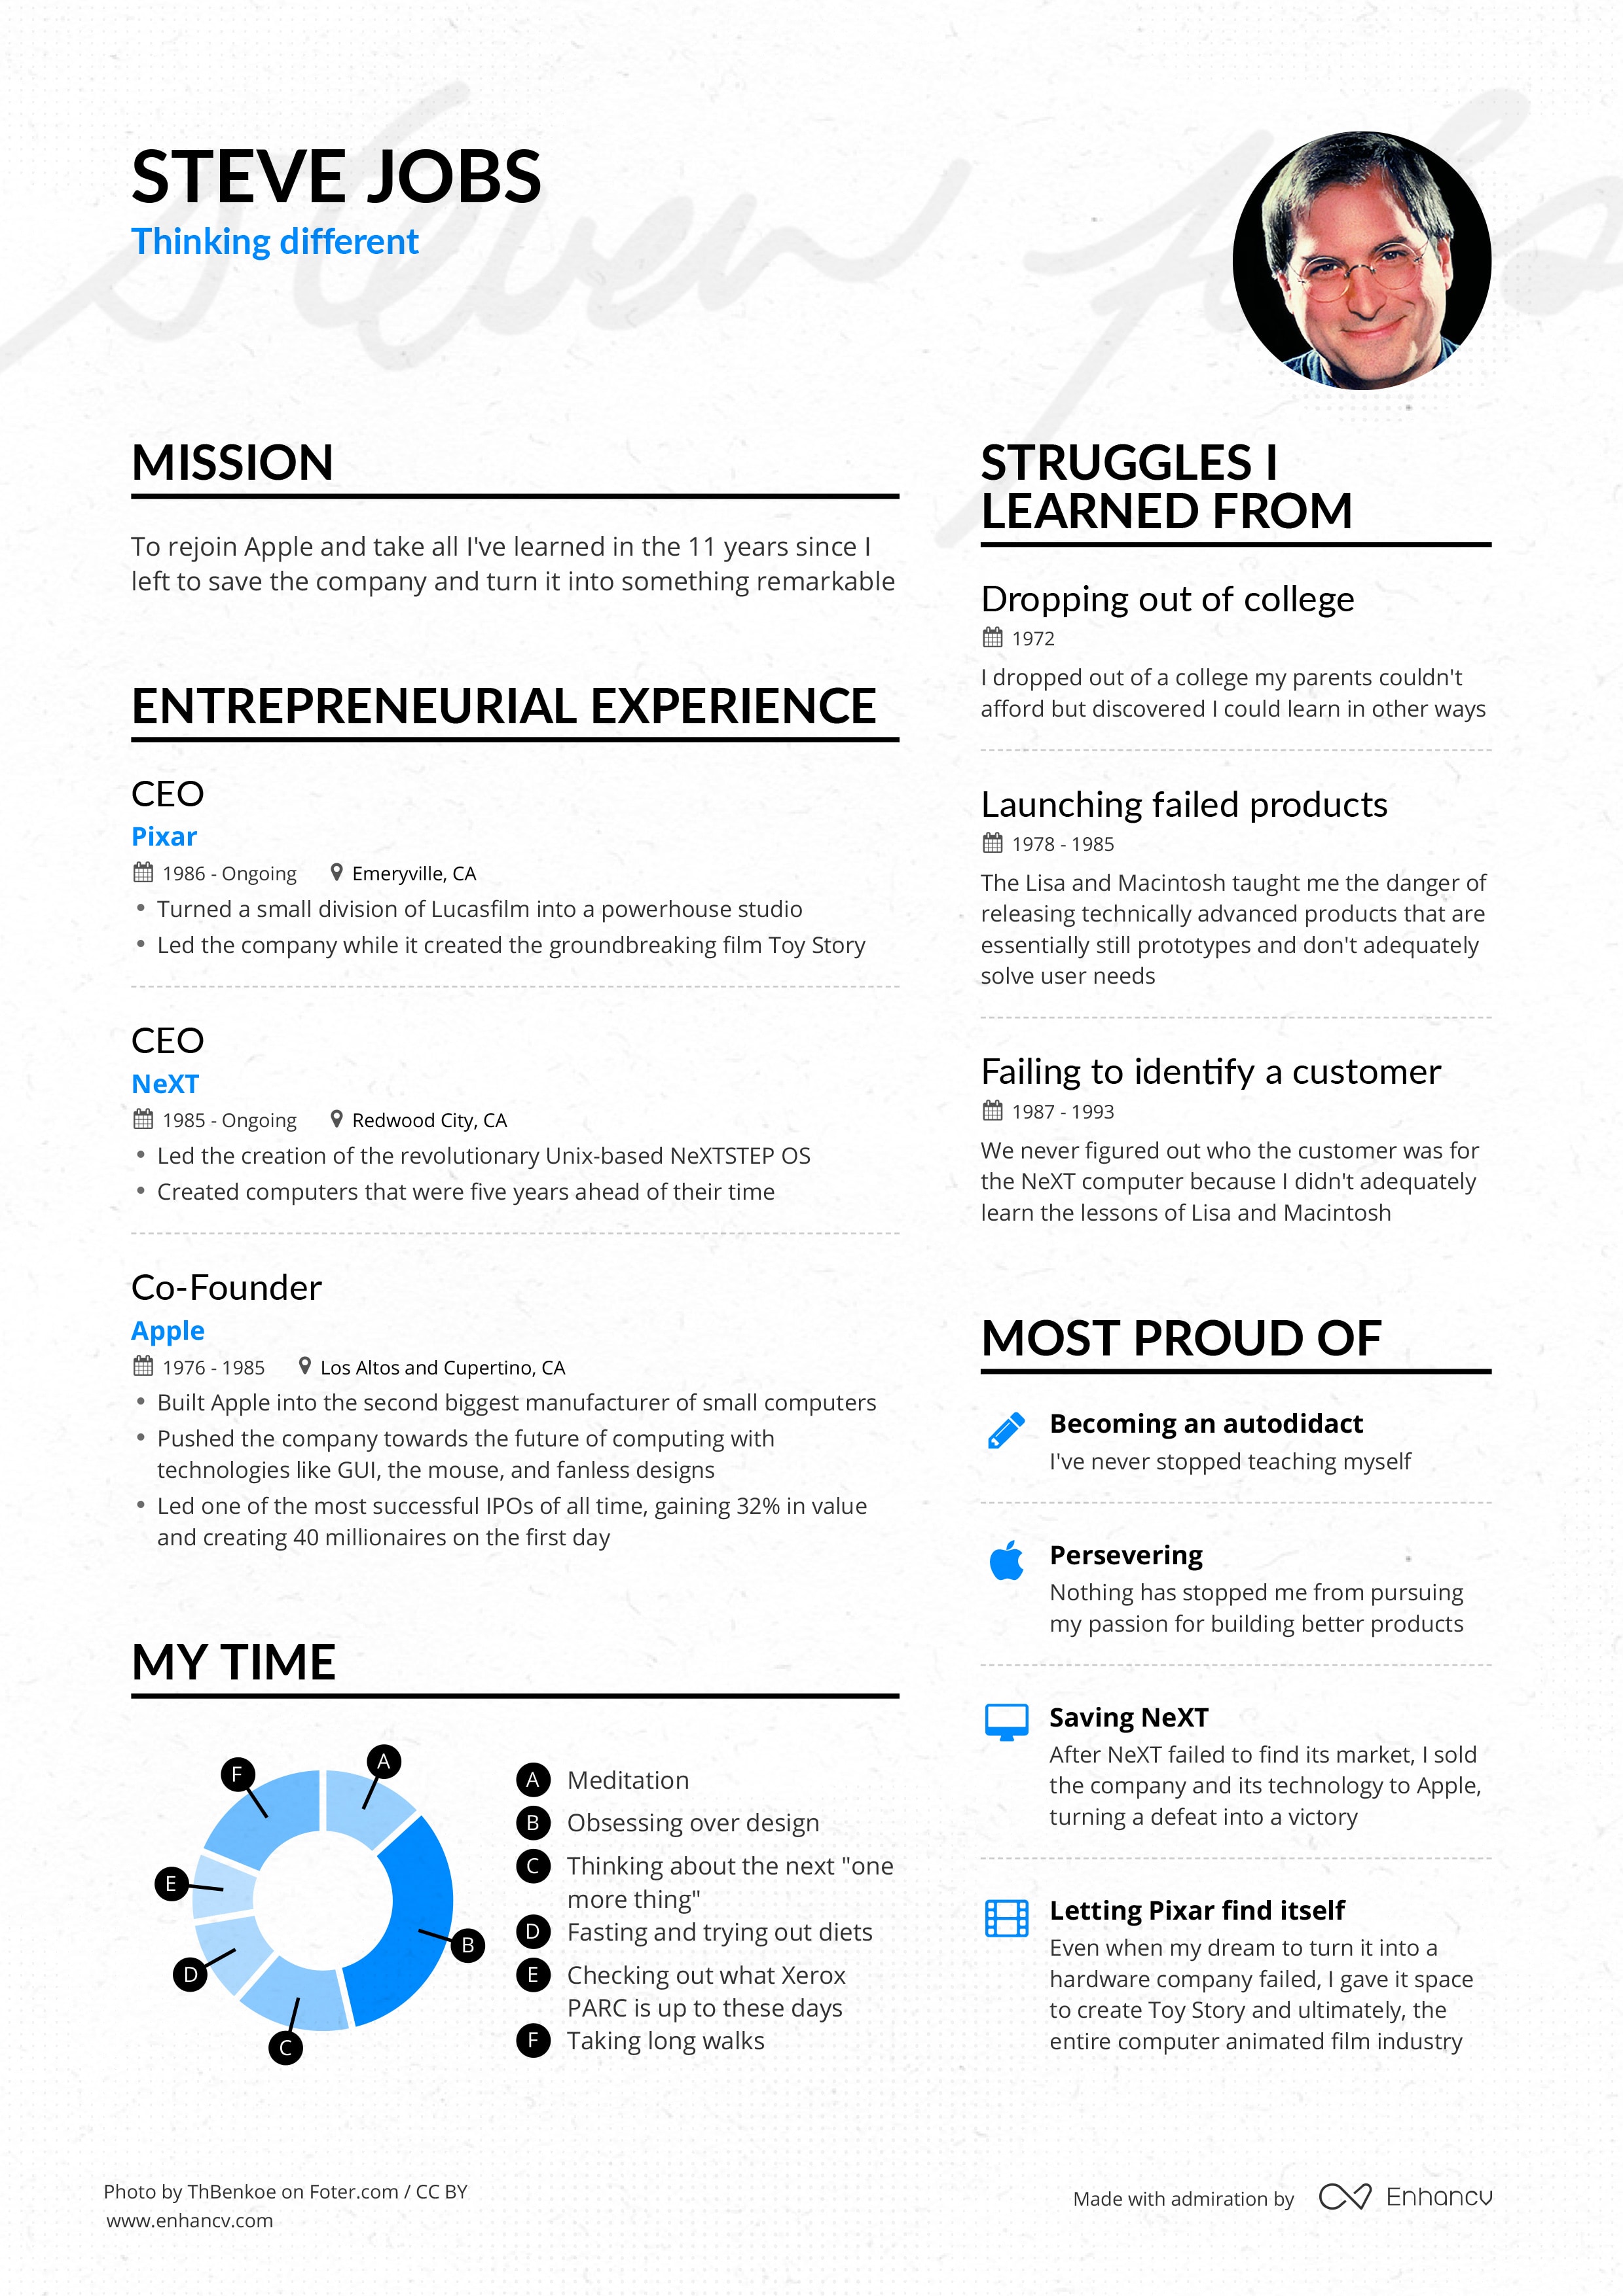 STEVE JOBS
Thinking different
Steven Jobs
MISSION
To rejoin Apple and take all I've learned in the 11 years since I
left to save the company and turn it into something remarkable
ENTREPRENEURIAL EXPERIENCE
CEO
Pixar
1986 - Ongoing Emeryville, CA
• Turned a small division of Lucasfilm into a powerhouse studio
• Led the company while it created the groundbreaking film Toy Story
CEO
NeXT
1985 - Ongoing Redwood City, CA
• Led the creation of the revolutionary Unix-based NeXTSTEP OS
• Created computers that were five years ahead of their time
Co-Founder
Apple
1976 - 1985 Los Altos and Cupertino, CA
• Built Apple into the second biggest manufacturer of small computers
• Pushed the company towards the future of computing with
technologies like GUI, the mouse, and fanless designs
• Led one of the most successful IPOs of all time, gaining 32% in value
and creating 40 millionaires on the first day
MY TIME
A
B
C
D
E
F
A Meditation
B Obsessing over design
C Thinking about the next "one
more thing"
D Fasting and trying out diets
E Checking out what Xerox
PARC is up to these days
F Taking long walks
STRUGGLES I
LEARNED FROM
Dropping out of college
1972
I dropped out of a college my parents couldn't
afford but discovered I could learn in other ways
Launching failed products
1978 - 1985
The Lisa and Macintosh taught me the danger of
releasing technically advanced products that are
essentially still prototypes and don't adequately
solve user needs
Failing to identify a customer
1987 - 1993
We never figured out who the customer was for
the NeXT computer because I didn't adequately
learn the lessons of Lisa and Macintosh
MOST PROUD OF
Becoming an autodidact
I've never stopped teaching myself
Persevering
Nothing has stopped me from pursuing
my passion for building better products
Saving NeXT
After NeXT failed to find its market, I sold
the company and its technology to Apple,
turning a defeat into a victory
Letting Pixar find itself
Even when my dream to turn it into a
hardware company failed, I gave it space
to create Toy Story and ultimately, the
entire computer animated film industry
Photo by ThBenkoe on Foter.com / CC BY
www.enhancv.com
Made with admiration by Enhancv